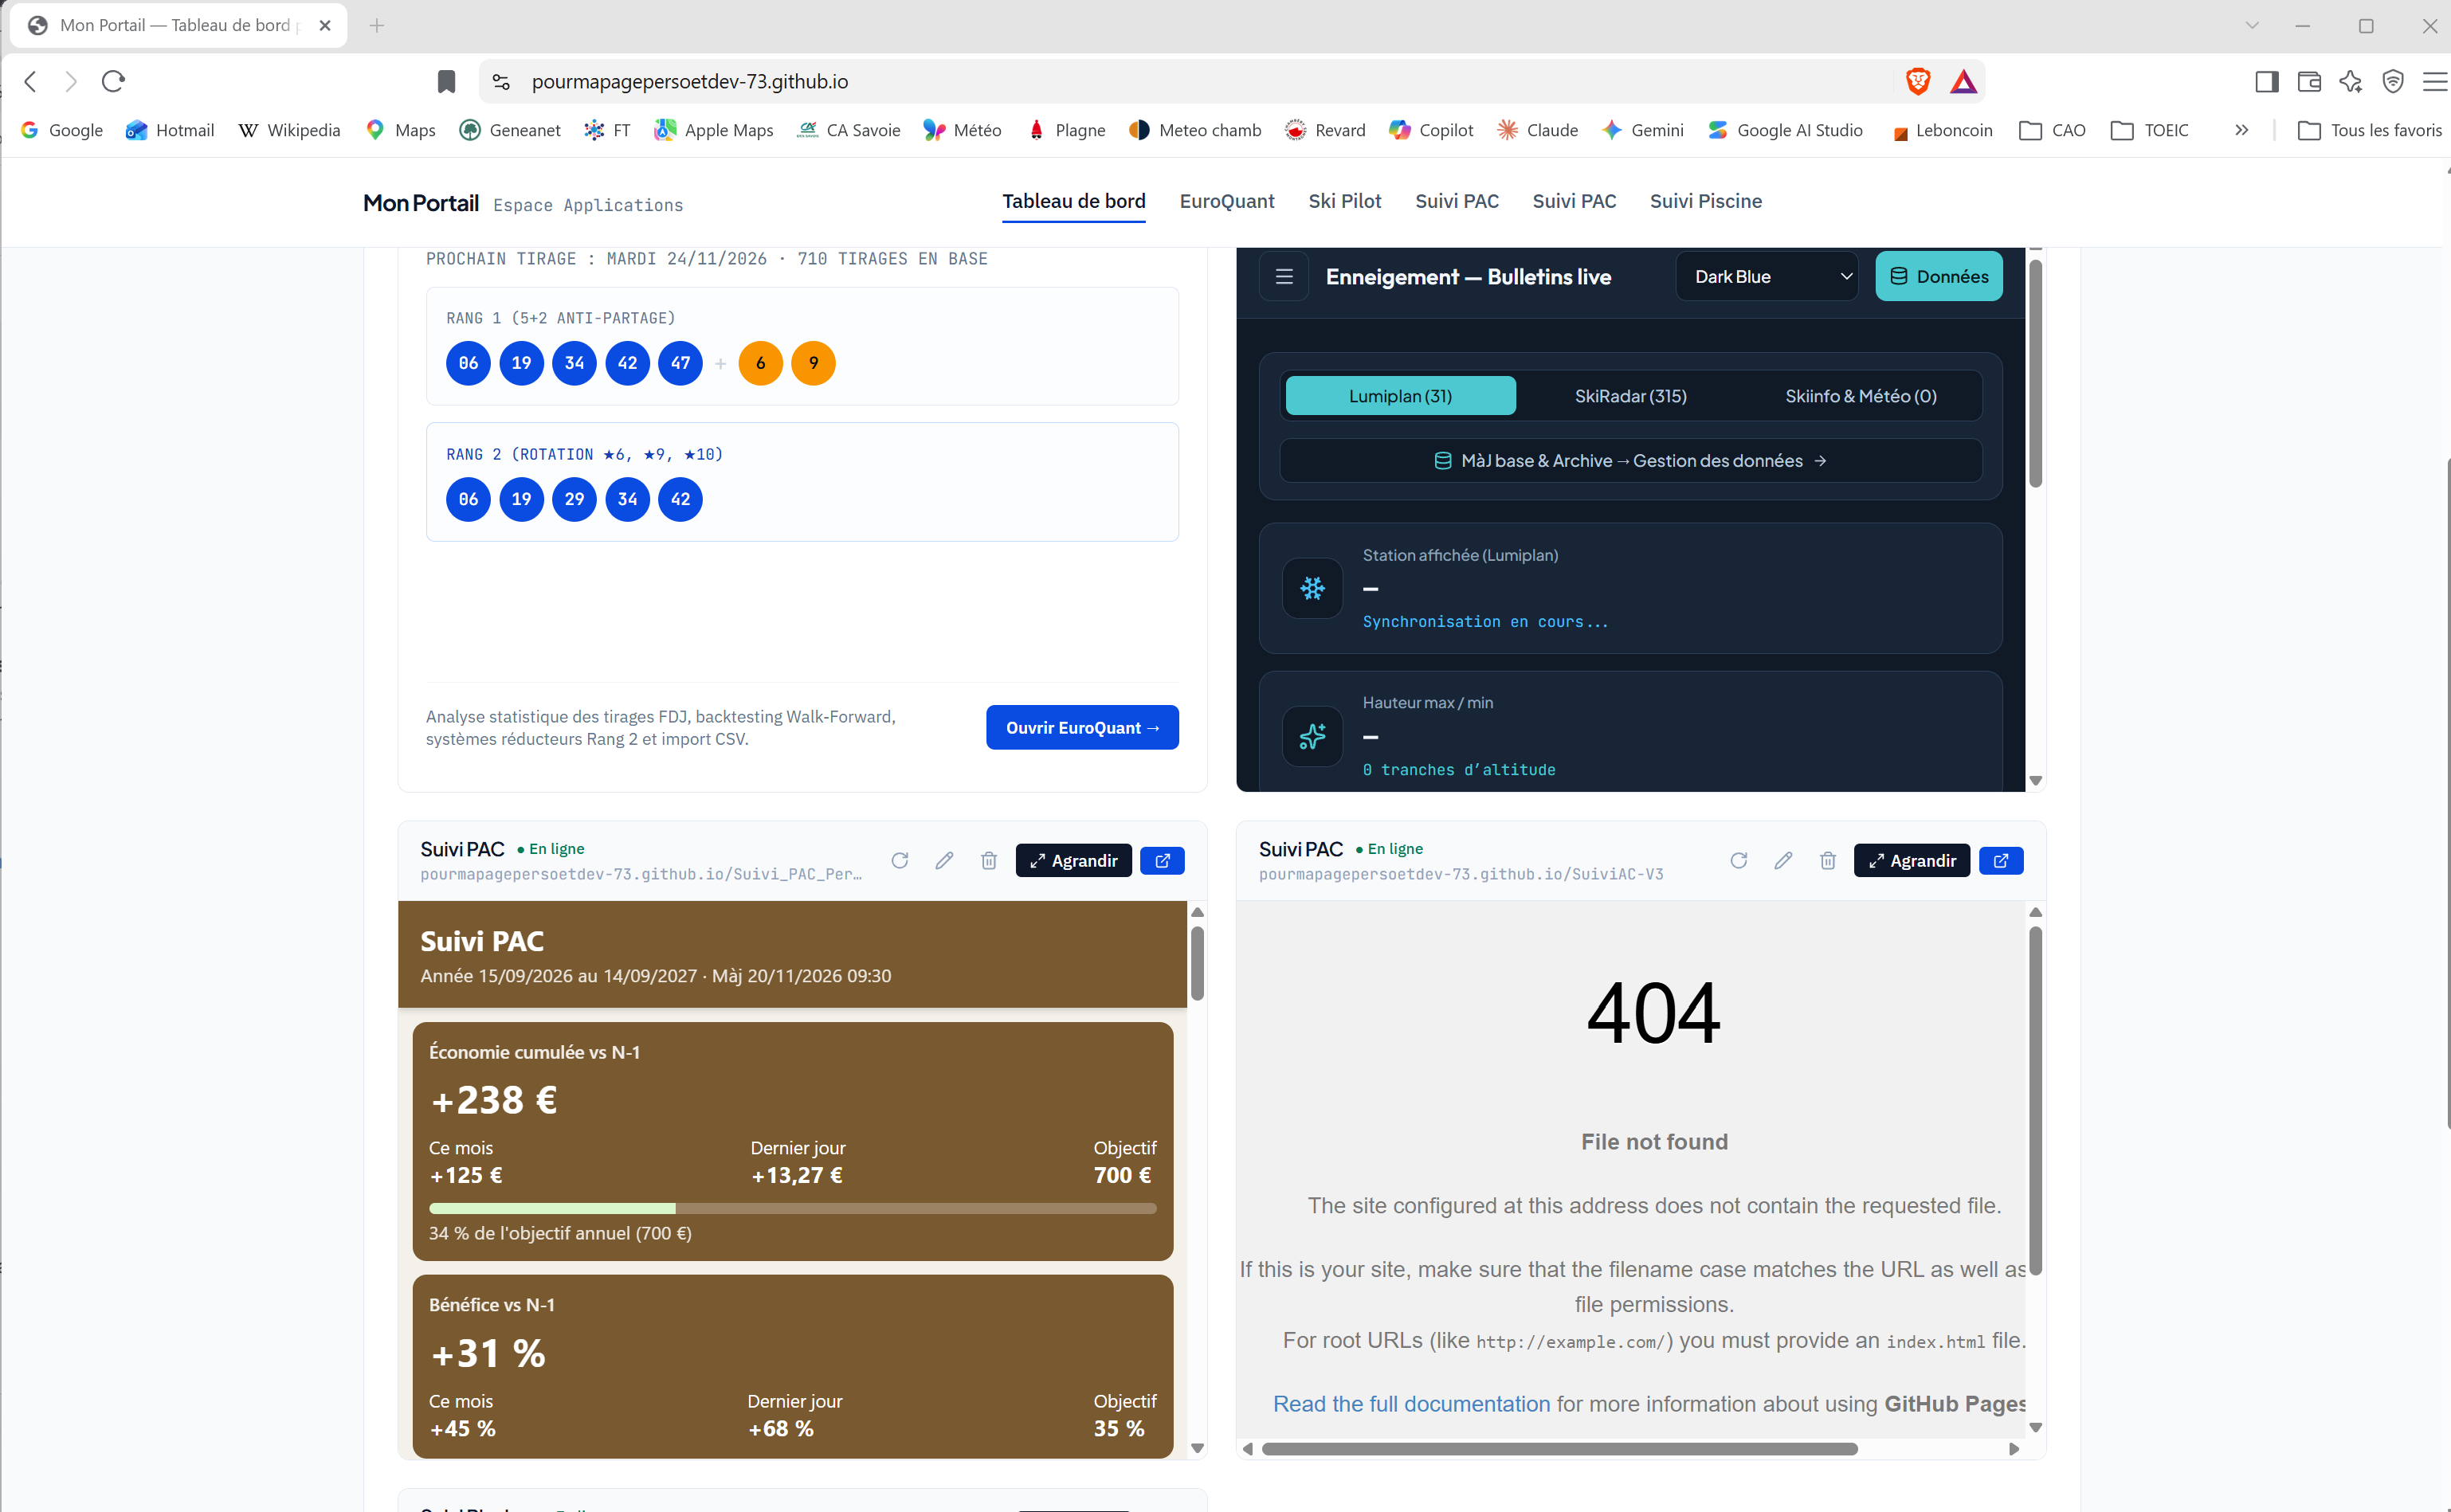 Mon Portail — Tableau de bord
pourmapagepersoetdev-73.github.io
Google Hotmail Wikipedia Maps Geneanet FT Apple Maps CA Savoie Météo Plagne Meteo chamb Revard Copilot Claude Gemini Google AI Studio Leboncoin CAO TOEIC » Tous les favoris
Mon Portail Espace Applications Tableau de bord EuroQuant Ski Pilot Suivi PAC Suivi PAC Suivi Piscine
PROCHAIN TIRAGE : MARDI 24/11/2026 · 710 TIRAGES EN BASE
RANG 1 (5+2 ANTI-PARTAGE)
06 19 34 42 47 + 6 9
RANG 2 (ROTATION ★6, ★9, ★10)
06 19 29 34 42
Analyse statistique des tirages FDJ, backtesting Walk-Forward,
systèmes réducteurs Rang 2 et import CSV.
Ouvrir EuroQuant →
Enneigement — Bulletins live Dark Blue Données
Lumiplan (31) SkiRadar (315) Skiinfo & Météo (0)
MàJ base & Archive → Gestion des données →
Station affichée (Lumiplan)
—
Synchronisation en cours...
Hauteur max / min
—
0 tranches d’altitude
Suivi PAC ● En ligne
pourmapagepersoetdev-73.github.io/Suivi_PAC_Per…
Agrandir
Suivi PAC
Année 15/09/2026 au 14/09/2027 · Màj 20/11/2026 09:30
Économie cumulée vs N-1
+238 €
Ce mois Dernier jour Objectif
+125 € +13,27 € 700 €
34 % de l'objectif annuel (700 €)
Bénéfice vs N-1
+31 %
Ce mois Dernier jour Objectif
+45 % +68 % 35 %
Suivi PAC ● En ligne
pourmapagepersoetdev-73.github.io/SuiviAC-V3
Agrandir
404
File not found
The site configured at this address does not contain the requested file.
If this is your site, make sure that the filename case matches the URL as well as
file permissions.
For root URLs (like http://example.com/) you must provide an index.html file.
Read the full documentation for more information about using GitHub Pages